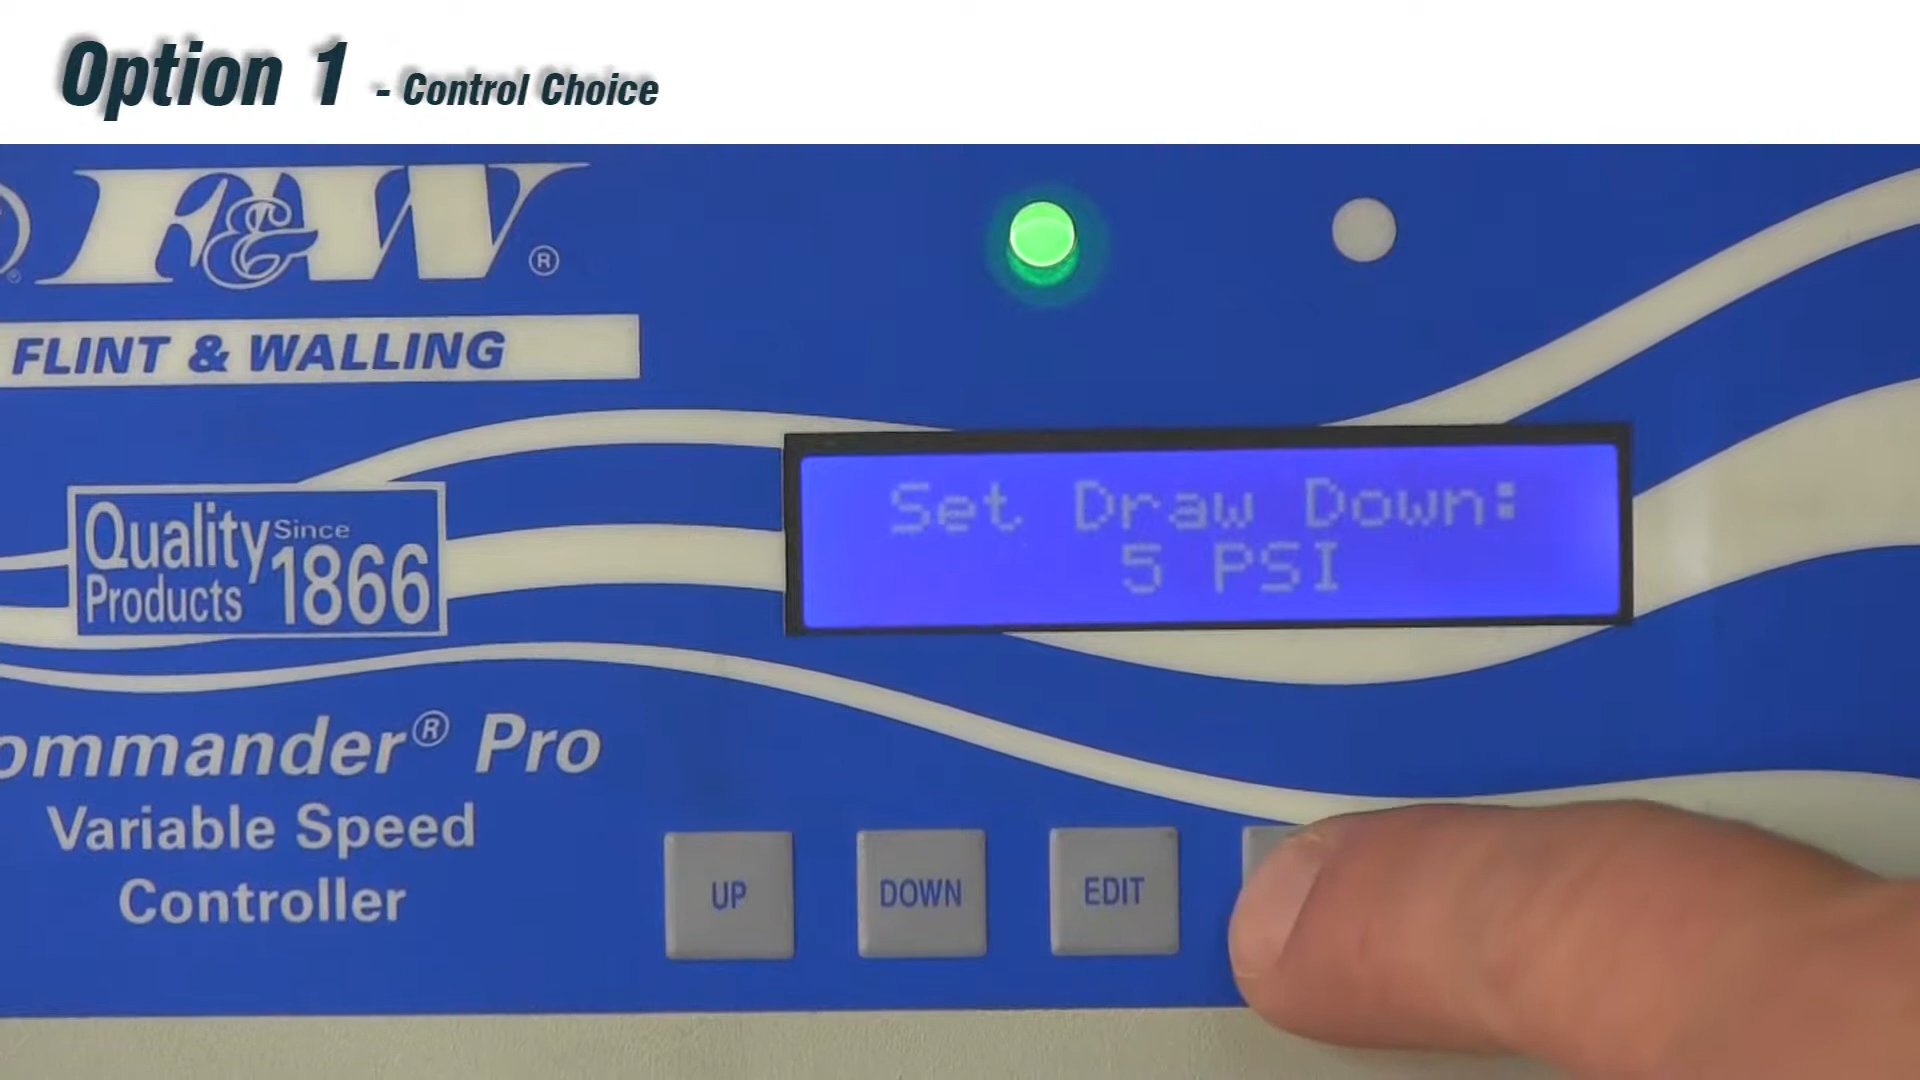 Option 1 - Control Choice
F&W®
FLINT & WALLING
Quality Since
Products 1866
Set Draw Down:
5 PSI
ommander® Pro
Variable Speed
Controller
UP DOWN EDIT